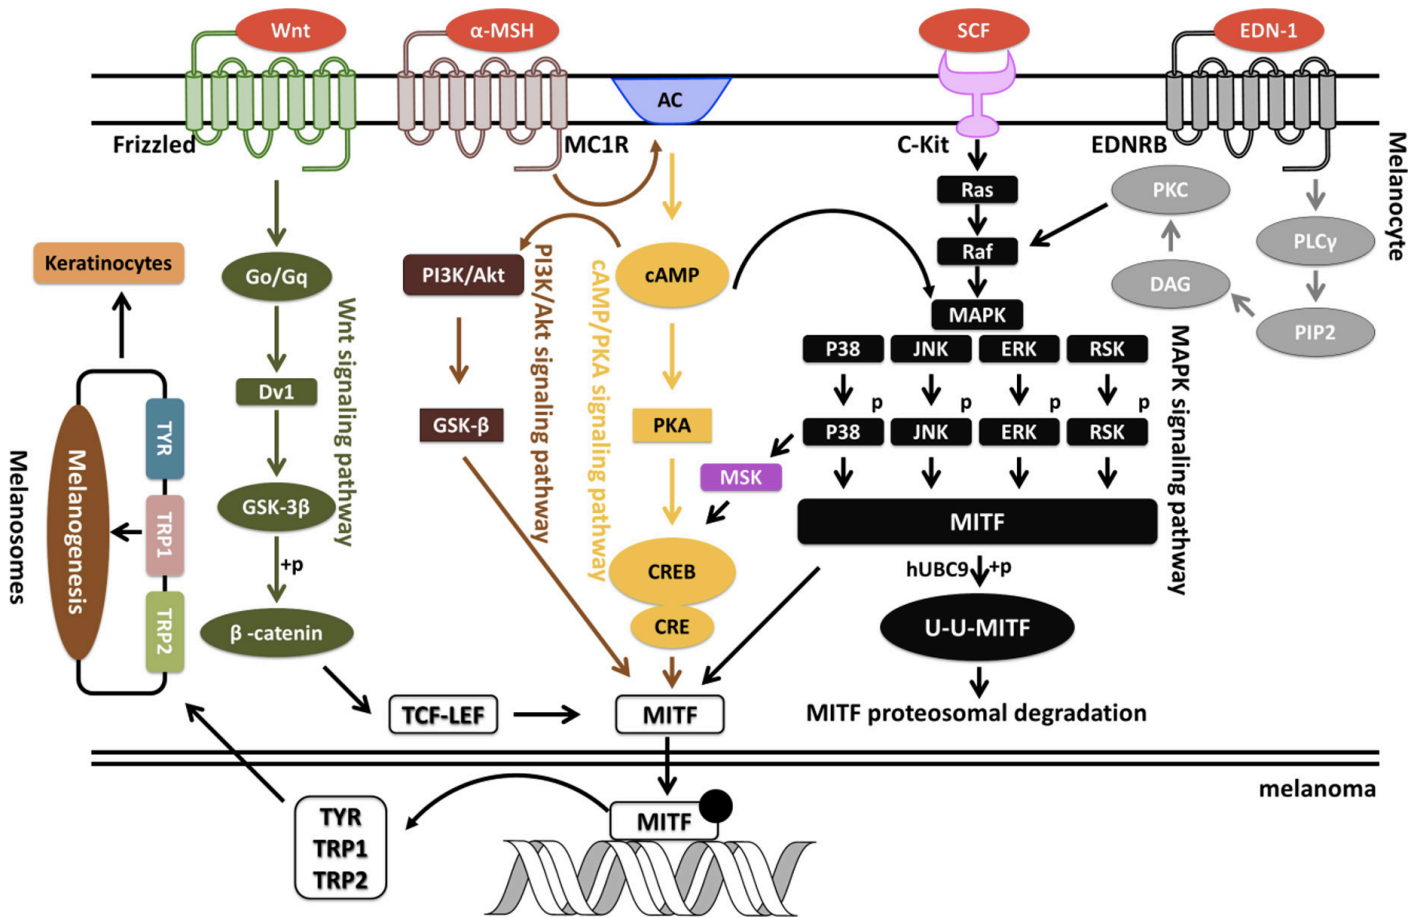 Wnt
α-MSH
SCF
EDN-1
AC
Frizzled
MC1R
C-Kit
EDNRB
Melanocyte
Ras
PKC
Raf
PLCγ
Keratinocytes
Go/Gq
PI3K/Akt
cAMP
DAG
MAPK
PIP2
P38
JNK
ERK
RSK
Wnt signaling pathway
PI3K/Akt signaling pathway
cAMP/PKA signaling pathway
MAPK signaling pathway
Dv1
p
p
p
p
GSK-β
PKA
P38
JNK
ERK
RSK
MSK
Melanosomes
Melanogenesis
TYR
TRP1
TRP2
GSK-3β
MITF
+p
CREB
hUBC9
+p
β -catenin
CRE
U-U-MITF
TCF-LEF
MITF
MITF proteosomal degradation
melanoma
TYR
TRP1
TRP2
MITF